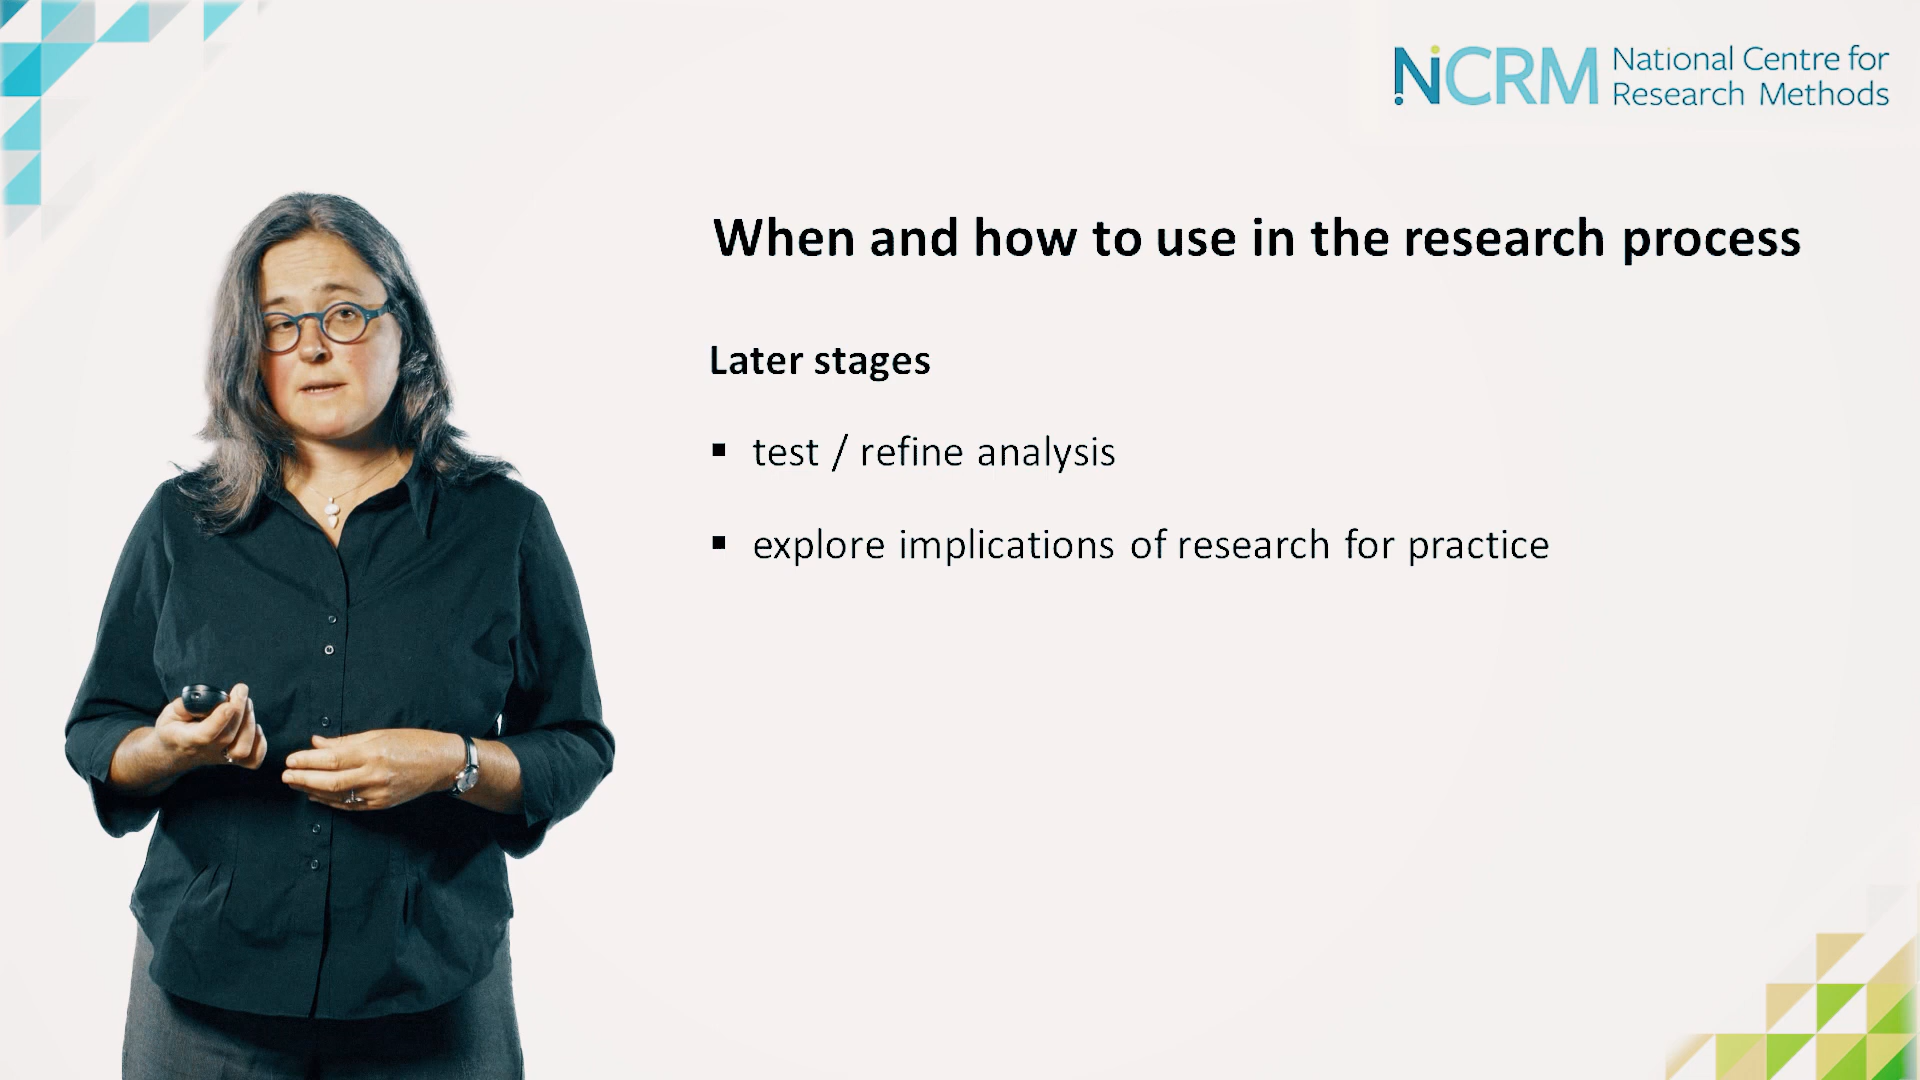 NCRM National Centre for
Research Methods
When and how to use in the research process
Later stages
▪ test / refine analysis
▪ explore implications of research for practice